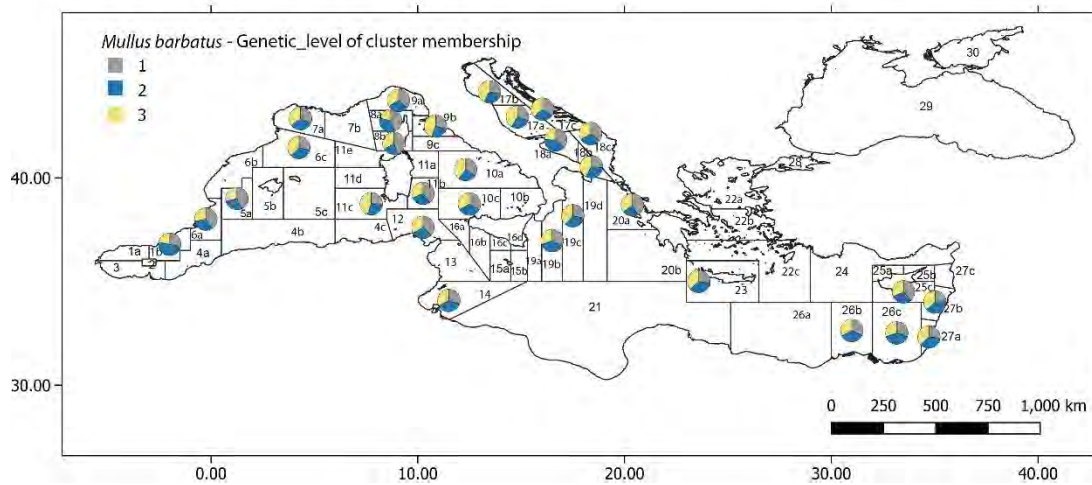 Mullus barbatus - Genetic_level of cluster membership
1
2
3
30
29
28
9a
17b
8a
7a
7b
9b
17a
17c
8b
18c
6b
6c
11e
9c
18a
18b
11a
10a
22a
40.00
11d
11b
5a
5b
5c
11c
10c
10b
19d
20a
22b
12
6a
4b
4c
16a
16d
19c
1a
1b
4a
16b
16c
3
2
13
15a
15b
19a
19b
20b
22c
24
25a
25b
27c
25c
23
14
21
26a
26b
26c
27b
27a
30.00
0
250
500
750
1,000 km
0.00
10.00
20.00
30.00
40.00